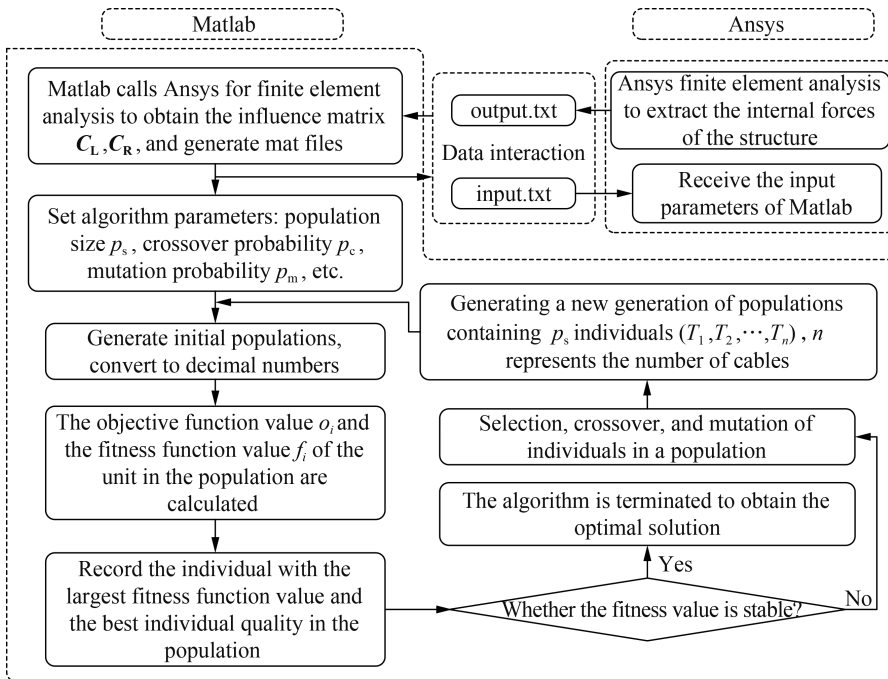 Matlab
Ansys
Matlab calls Ansys for finite element
analysis to obtain the influence matrix
C_L, C_R, and generate mat files
output.txt
Data interaction
input.txt
Ansys finite element analysis
to extract the internal forces
of the structure
Receive the input
parameters of Matlab
Set algorithm parameters: population
size p_s, crossover probability p_c,
mutation probability p_m, etc.
Generate initial populations,
convert to decimal numbers
The objective function value o_i and
the fitness function value f_i of the
unit in the population are
calculated
Record the individual with the
largest fitness function value and
the best individual quality in the
population
Whether the fitness value is stable?
Yes
No
The algorithm is terminated to obtain the
optimal solution
Selection, crossover, and mutation of
individuals in a population
Generating a new generation of populations
containing p_s individuals (T_1, T_2, ⋯, T_n), n
represents the number of cables